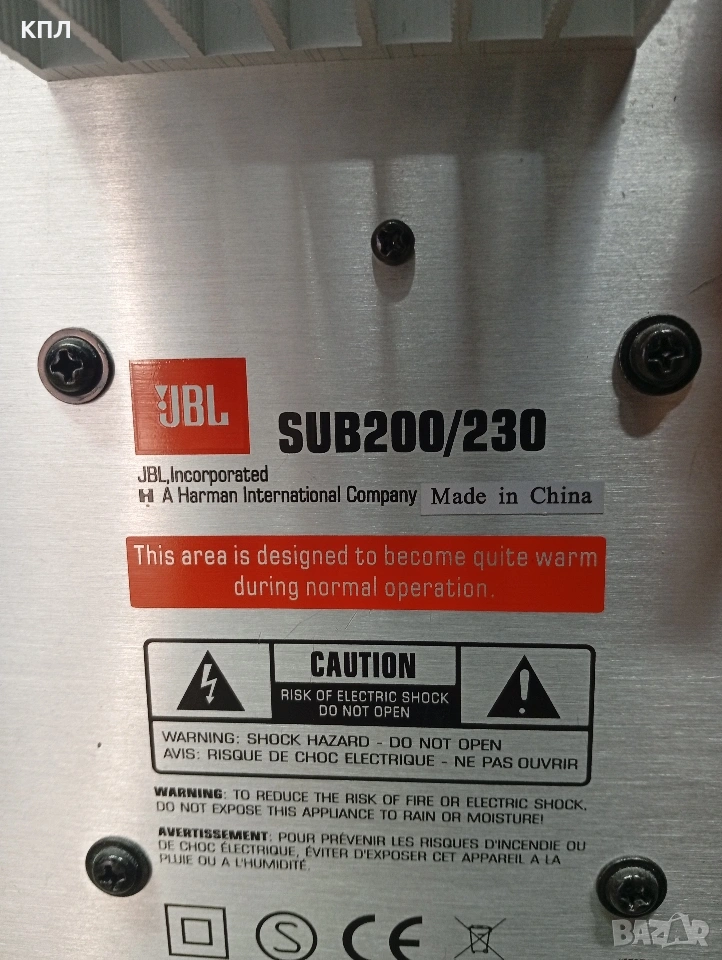 КПЛ
JBL
SUB200/230
JBL,Incorporated
H A Harman International Company Made in China
This area is designed to become quite warm
during normal operation.
CAUTION
RISK OF ELECTRIC SHOCK
DO NOT OPEN
WARNING: SHOCK HAZARD - DO NOT OPEN
AVIS: RISQUE DE CHOC ELECTRIQUE - NE PAS OUVRIR
WARNING: TO REDUCE THE RISK OF FIRE OR ELECTRIC SHOCK,
DO NOT EXPOSE THIS APPLIANCE TO RAIN OR MOISTURE!
AVERTISSEMENT: POUR PRÉVENIR LES RISQUES D'INCENDIE OU
DE CHOC ÉLECTRIQUE, ÉVITER D'EXPOSER CET APPAREIL A LA
PLUIE OU A L'HUMIDITÉ.
S CE
BAZAR